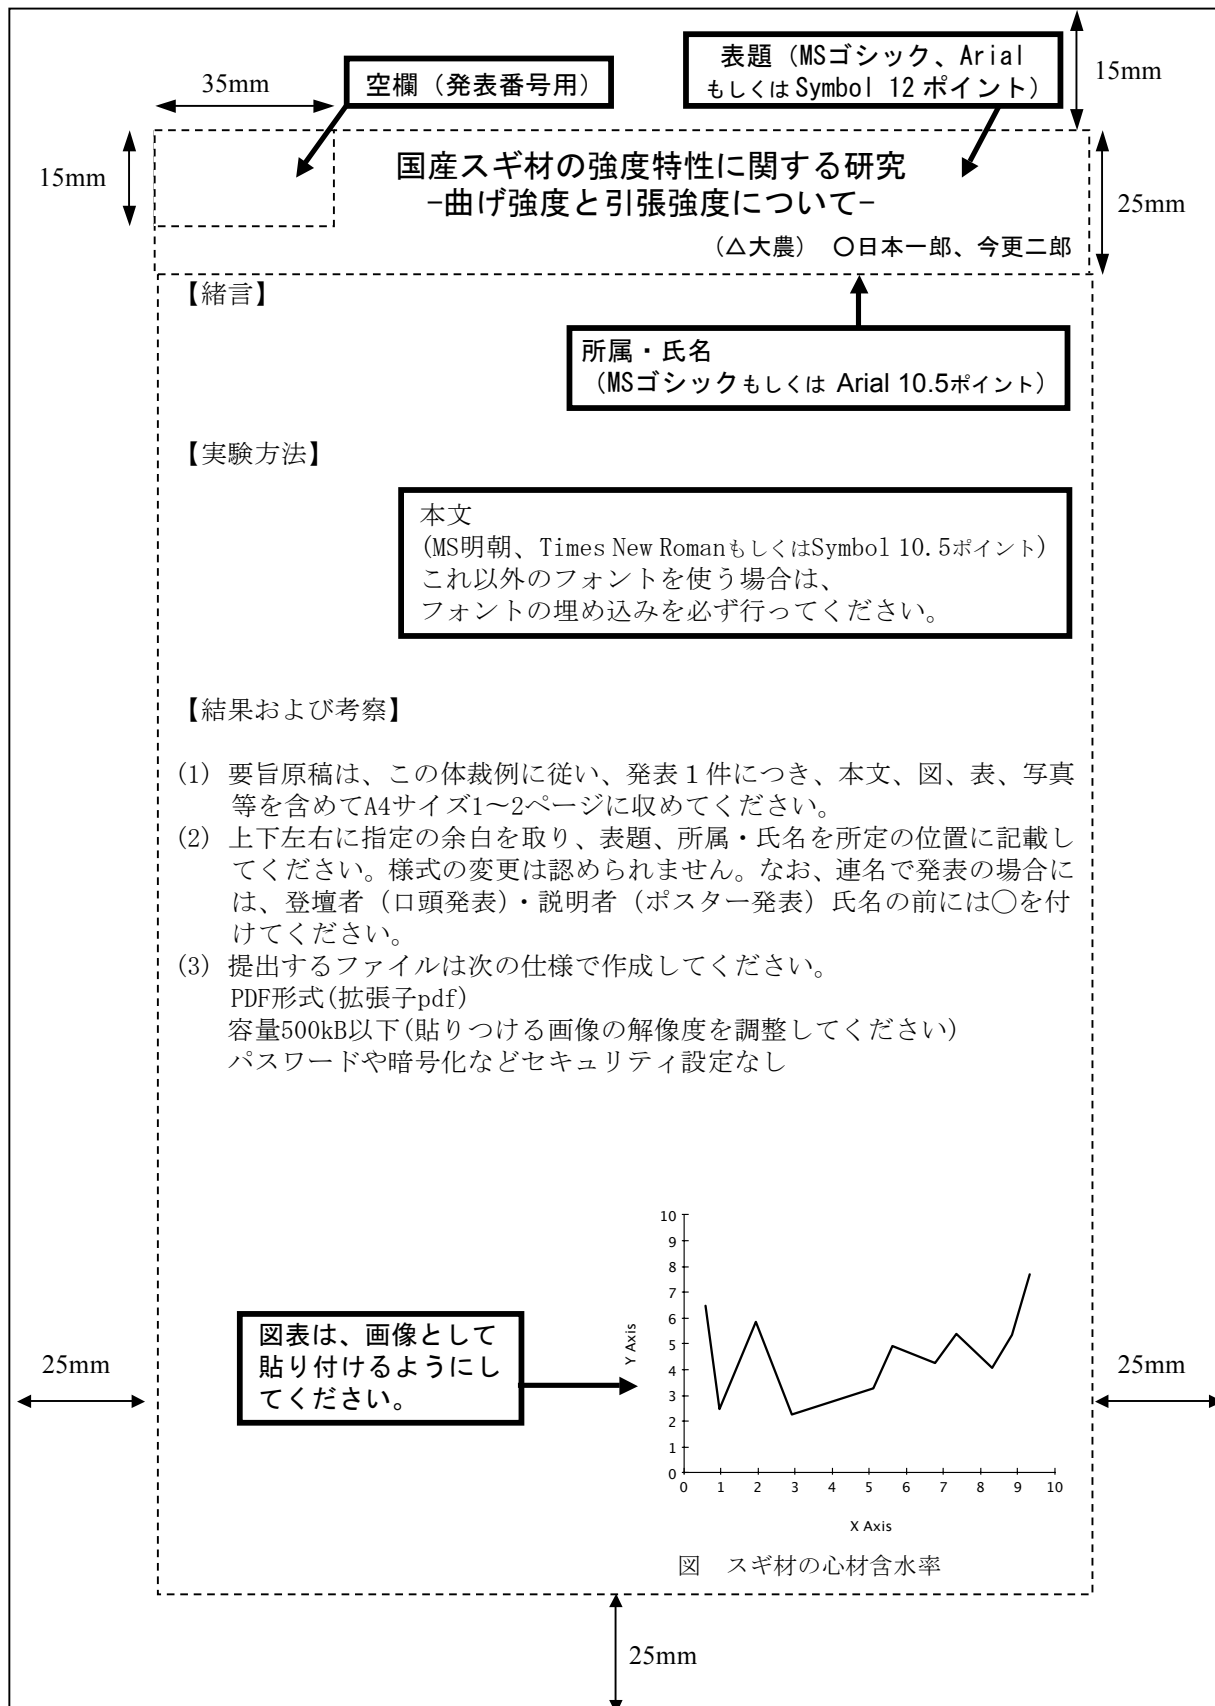 35mm
空欄（発表番号用）
表題（MSゴシック、Arial
もしくは Symbol 12 ポイント）
15mm
15mm
国産スギ材の強度特性に関する研究
−曲げ強度と引張強度について−
25mm
（△大農）　○日本一郎、今更二郎
【緒言】
所属・氏名
（MSゴシックもしくは Arial 10.5ポイント）
【実験方法】
本文
(MS明朝、Times New RomanもしくはSymbol 10.5ポイント)
これ以外のフォントを使う場合は、
フォントの埋め込みを必ず行ってください。
【結果および考察】
(1) 要旨原稿は、この体裁例に従い、発表１件につき、本文、図、表、写真
等を含めてA4サイズ1～2ページに収めてください。
(2) 上下左右に指定の余白を取り、表題、所属・氏名を所定の位置に記載し
てください。様式の変更は認められません。なお、連名で発表の場合に
は、登壇者（口頭発表）・説明者（ポスター発表）氏名の前には○を付
けてください。
(3) 提出するファイルは次の仕様で作成してください。
PDF形式(拡張子pdf)
容量500kB以下(貼りつける画像の解像度を調整してください)
パスワードや暗号化などセキュリティ設定なし
図表は、画像として
貼り付けるようにし
てください。
25mm
25mm
10
9
8
7
6
5
4
3
2
1
0
Y Axis
0 1 2 3 4 5 6 7 8 9 10
X Axis
図　スギ材の心材含水率
25mm